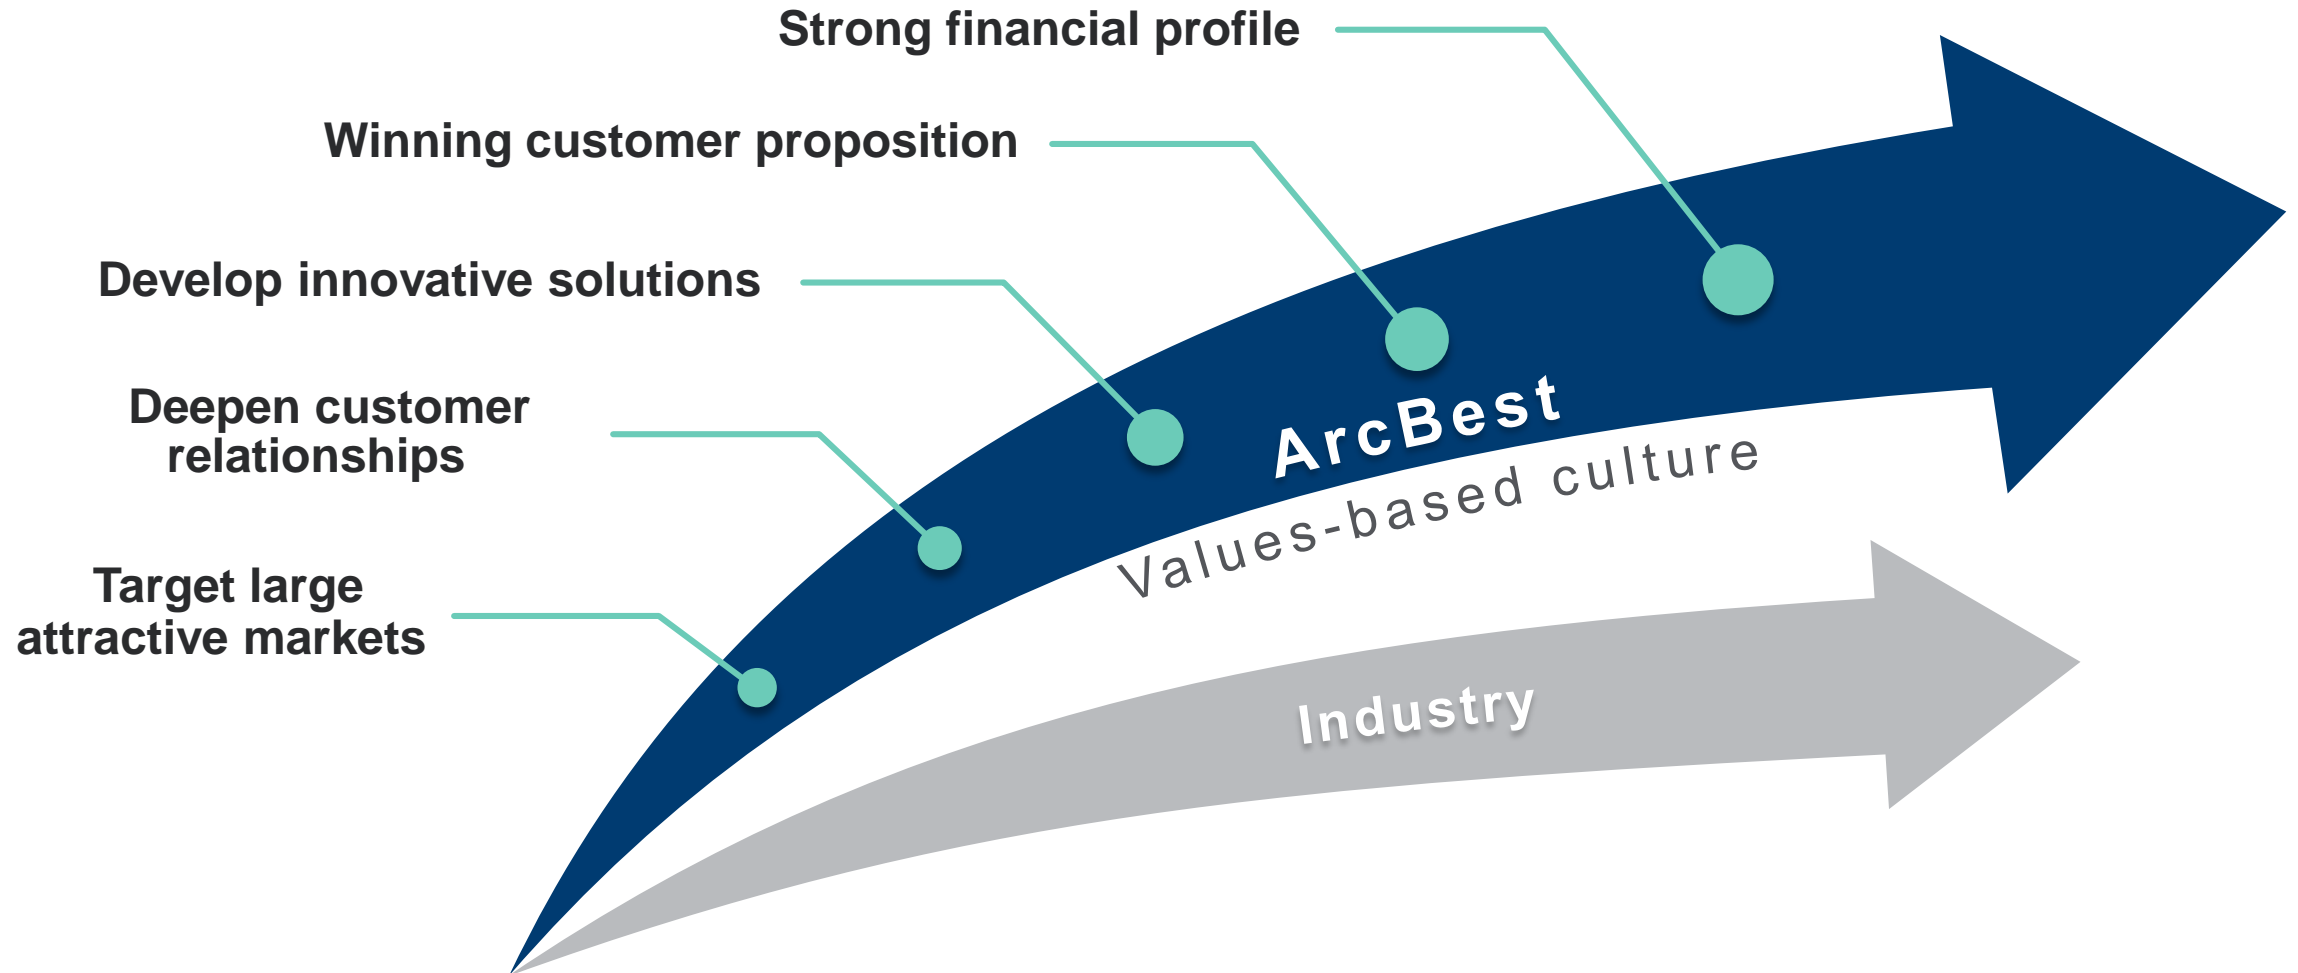 Strong financial profile
Winning customer proposition
Develop innovative solutions
Deepen customer
relationships
Target large
attractive markets
ArcBest
Values-based culture
Industry